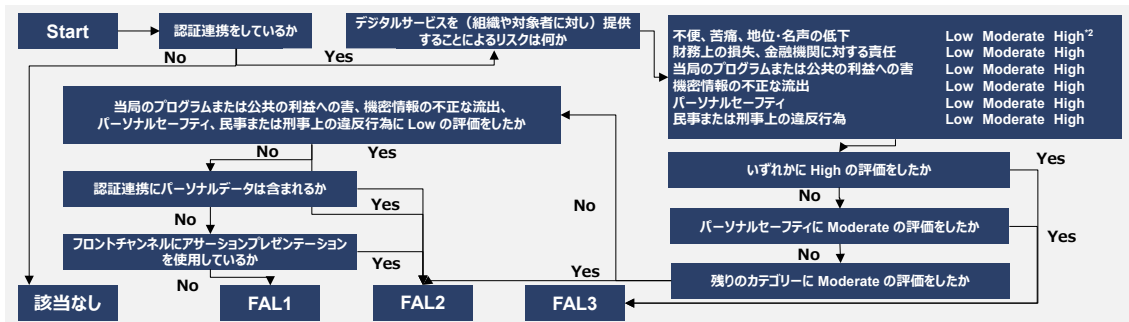 Start
認証連携をしているか
デジタルサービスを（組織や対象者に対し）提供
することによるリスクは何か
No
Yes
不便、苦痛、地位・名声の低下 Low Moderate High*2
財務上の損失、金融機関に対する責任 Low Moderate High
当局のプログラムまたは公共の利益への害 Low Moderate High
機密情報の不正な流出 Low Moderate High
パーソナルセーフティ Low Moderate High
民事または刑事上の違反行為 Low Moderate High
当局のプログラムまたは公共の利益への害、機密情報の不正な流出、
パーソナルセーフティ、民事または刑事上の違反行為に Low の評価をしたか
No
Yes
いずれかに High の評価をしたか
Yes
No
認証連携にパーソナルデータは含まれるか
Yes
No
No
パーソナルセーフティに Moderate の評価をしたか
Yes
No
フロントチャンネルにアサーションプレゼンテーション
を使用しているか
Yes
No
Yes
残りのカテゴリーに Moderate の評価をしたか
該当なし
FAL1
FAL2
FAL3